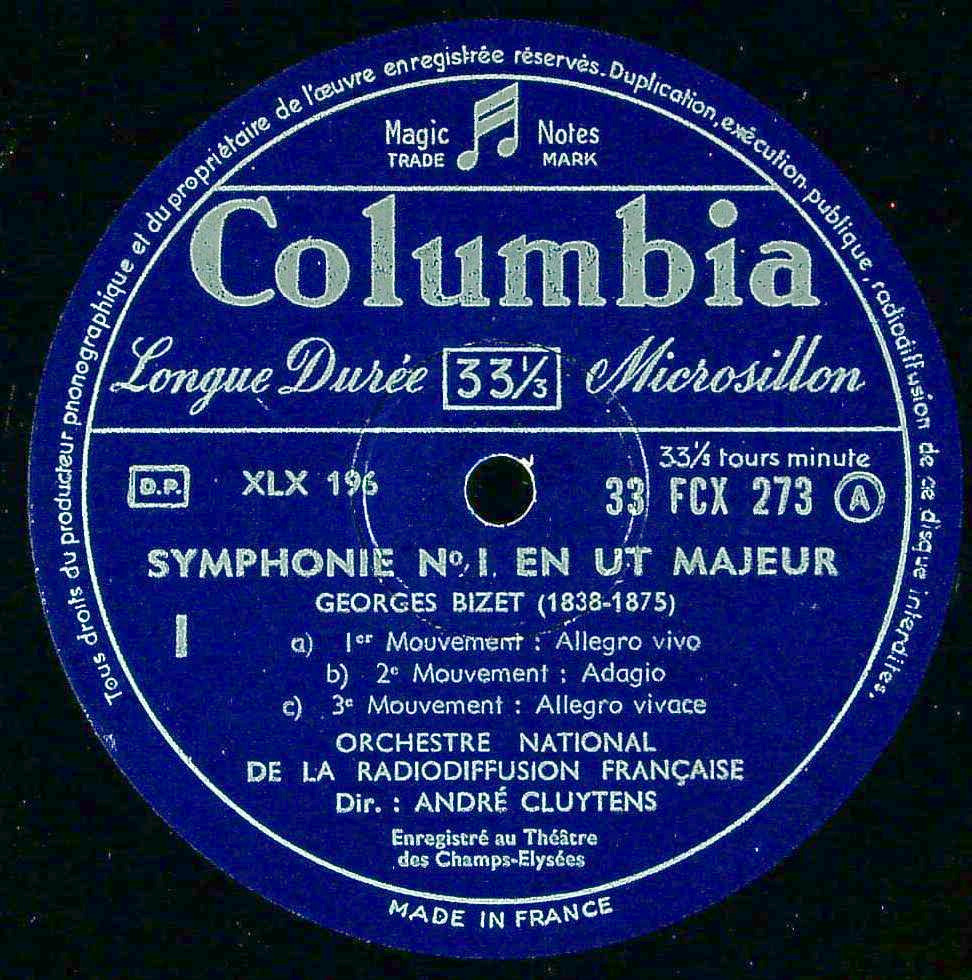 Tous droits du producteur phonographique et du propriétaire de l'œuvre enregistrée réservés. Duplication, exécution publique, radiodiffusion de ce disque interdites.
Magic Notes
TRADE MARK
Columbia
Longue Durée 33⅓ Microsillon
33⅓ tours minute
D.P. XLX 196 33 FCX 273 A
SYMPHONIE Nº I. EN UT MAJEUR
GEORGES BIZET (1838-1875)
I
a) 1er Mouvement : Allegro vivo
b) 2e Mouvement : Adagio
c) 3e Mouvement : Allegro vivace
ORCHESTRE NATIONAL
DE LA RADIODIFFUSION FRANÇAISE
Dir. : ANDRÉ CLUYTENS
Enregistré au Théâtre
des Champs-Elysées
MADE IN FRANCE